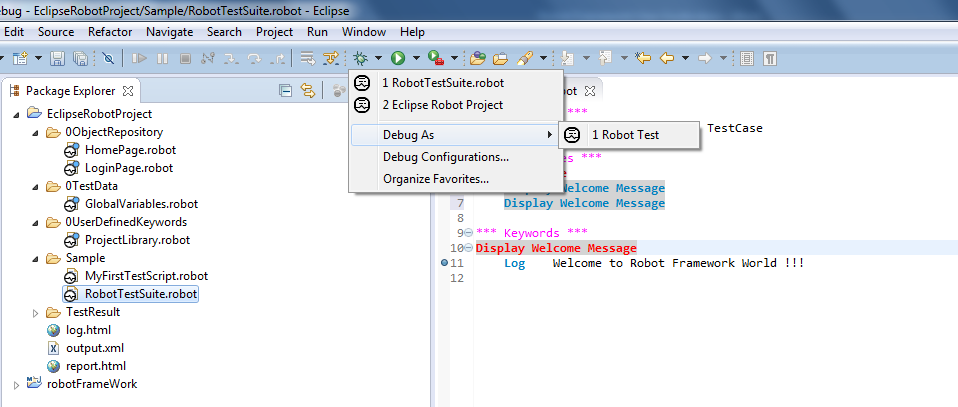 ebug - EclipseRobotProject/Sample/RobotTestSuite.robot - Eclipse
Edit Source Refactor Navigate Search Project Run Window Help
Package Explorer
EclipseRobotProject
0ObjectRepository
HomePage.robot
LoginPage.robot
0TestData
GlobalVariables.robot
0UserDefinedKeywords
ProjectLibrary.robot
Sample
MyFirstTestScript.robot
RobotTestSuite.robot
TestResult
log.html
output.xml
report.html
robotFrameWork
1 RobotTestSuite.robot
2 Eclipse Robot Project
Debug As
Debug Configurations...
Organize Favorites...
1 Robot Test
ot
***
TestCase
es ***
e
lay Welcome Message
7 Display Welcome Message
8
9 *** Keywords ***
10 Display Welcome Message
11 Log Welcome to Robot Framework World !!!
12